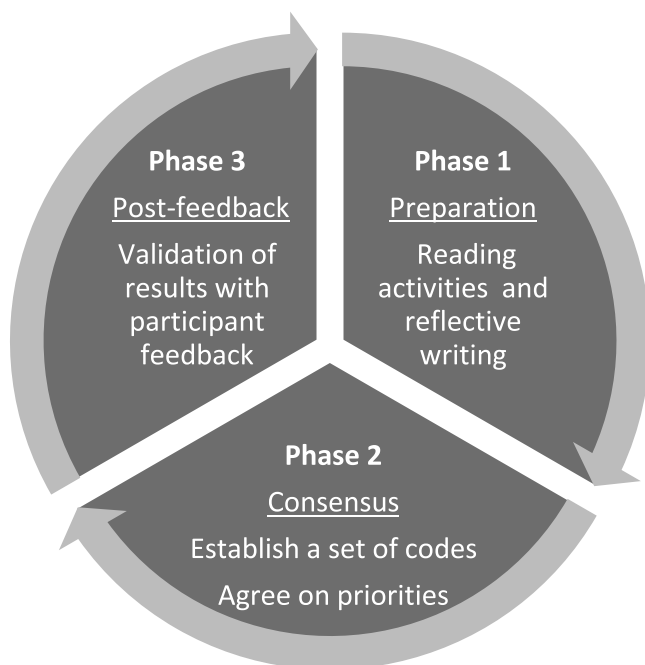 Phase 1
Preparation
Reading
activities and
reflective
writing
Phase 2
Consensus
Establish a set of codes
Agree on priorities
Phase 3
Post-feedback
Validation of
results with
participant
feedback